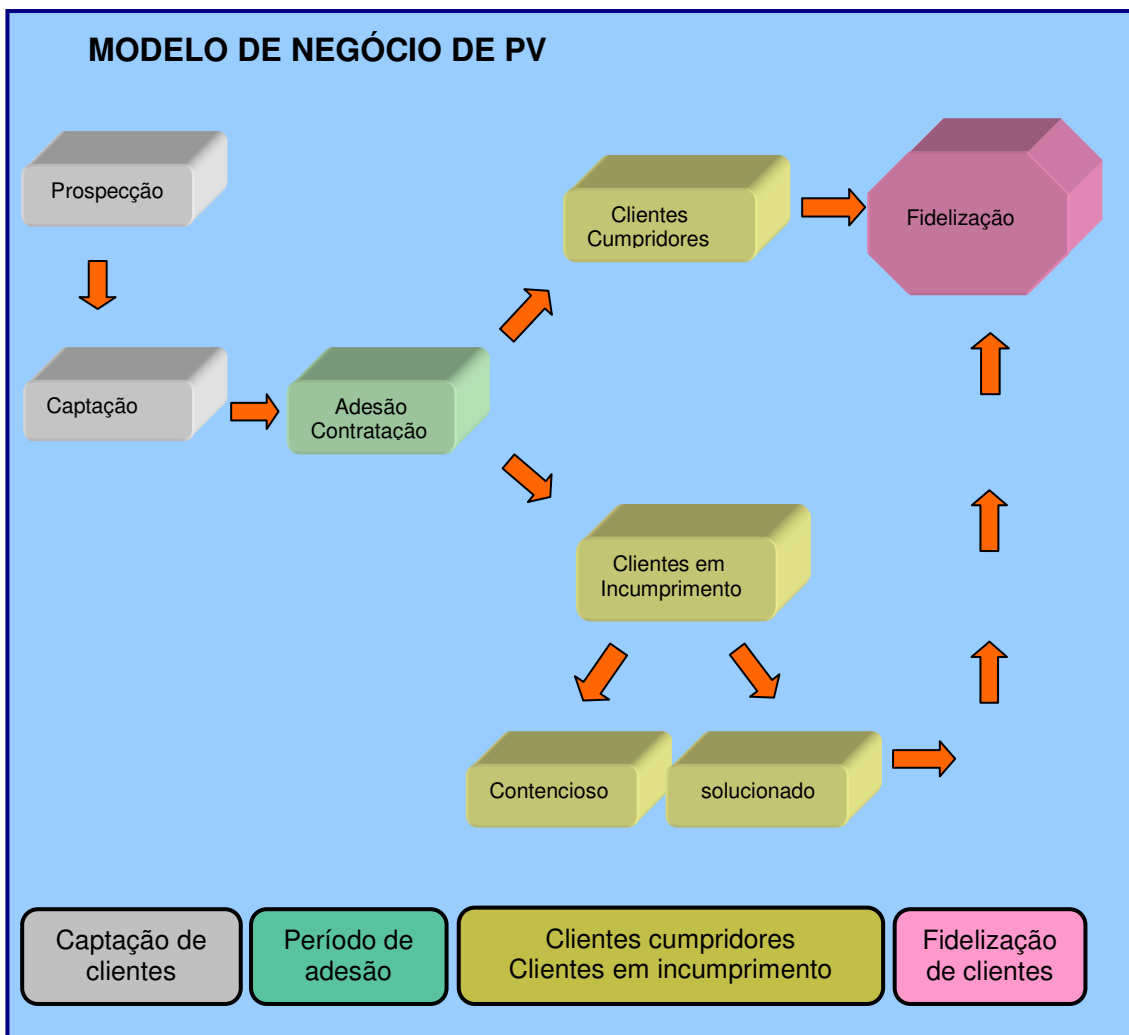 MODELO DE NEGÓCIO DE PV
Prospecção
Clientes
Cumpridores
Fidelização
Captação
Adesão
Contratação
Clientes em
Incumprimento
Contencioso
solucionado
Captação de
clientes
Período de
adesão
Clientes cumpridores
Clientes em incumprimento
Fidelização
de clientes